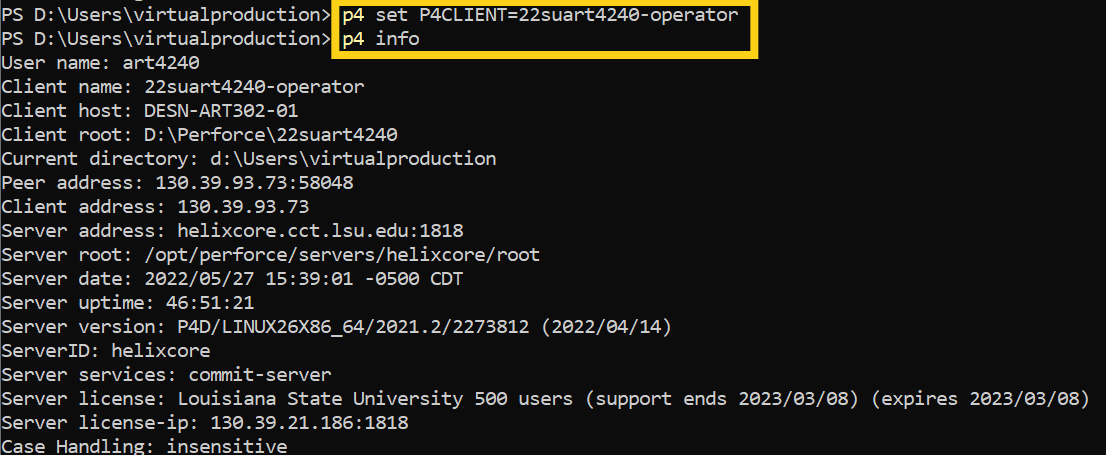 PS D:\Users\virtualproduction> p4 set P4CLIENT=22suart4240-operator
PS D:\Users\virtualproduction> p4 info
User name: art4240
Client name: 22suart4240-operator
Client host: DESN-ART302-01
Client root: D:\Perforce\22suart4240
Current directory: d:\Users\virtualproduction
Peer address: 130.39.93.73:58048
Client address: 130.39.93.73
Server address: helixcore.cct.lsu.edu:1818
Server root: /opt/perforce/servers/helixcore/root
Server date: 2022/05/27 15:39:01 -0500 CDT
Server uptime: 46:51:21
Server version: P4D/LINUX26X86_64/2021.2/2273812 (2022/04/14)
ServerID: helixcore
Server services: commit-server
Server license: Louisiana State University 500 users (support ends 2023/03/08) (expires 2023/03/08)
Server license-ip: 130.39.21.186:1818
Case Handling: insensitive